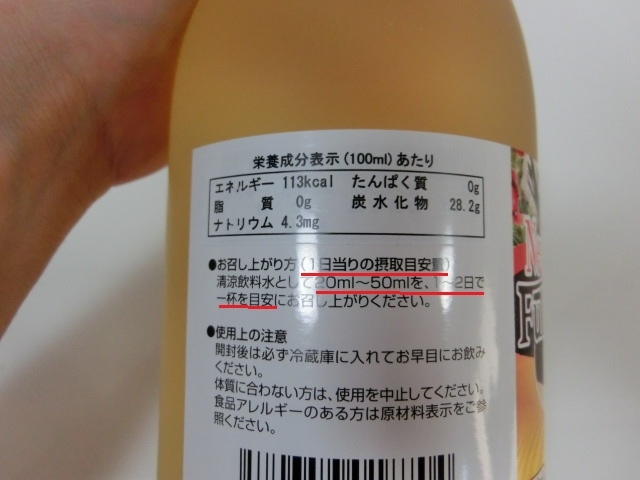 栄養成分表示(100ml)あたり
エネルギー 113kcal たんぱく質 0g
脂 質 0g 炭水化物 28.2g
ナトリウム 4.3mg
●お召し上がり方(1日当りの摂取目安量)
清涼飲料水として20ml〜50mlを、1〜2日で
一杯を目安にお召し上がりください。
●使用上の注意
開封後は必ず冷蔵庫に入れてお早目にお飲み
ください。
体質に合わない方は、使用を中止してください。
食品アレルギーのある方は原材料表示をご参
照ください。